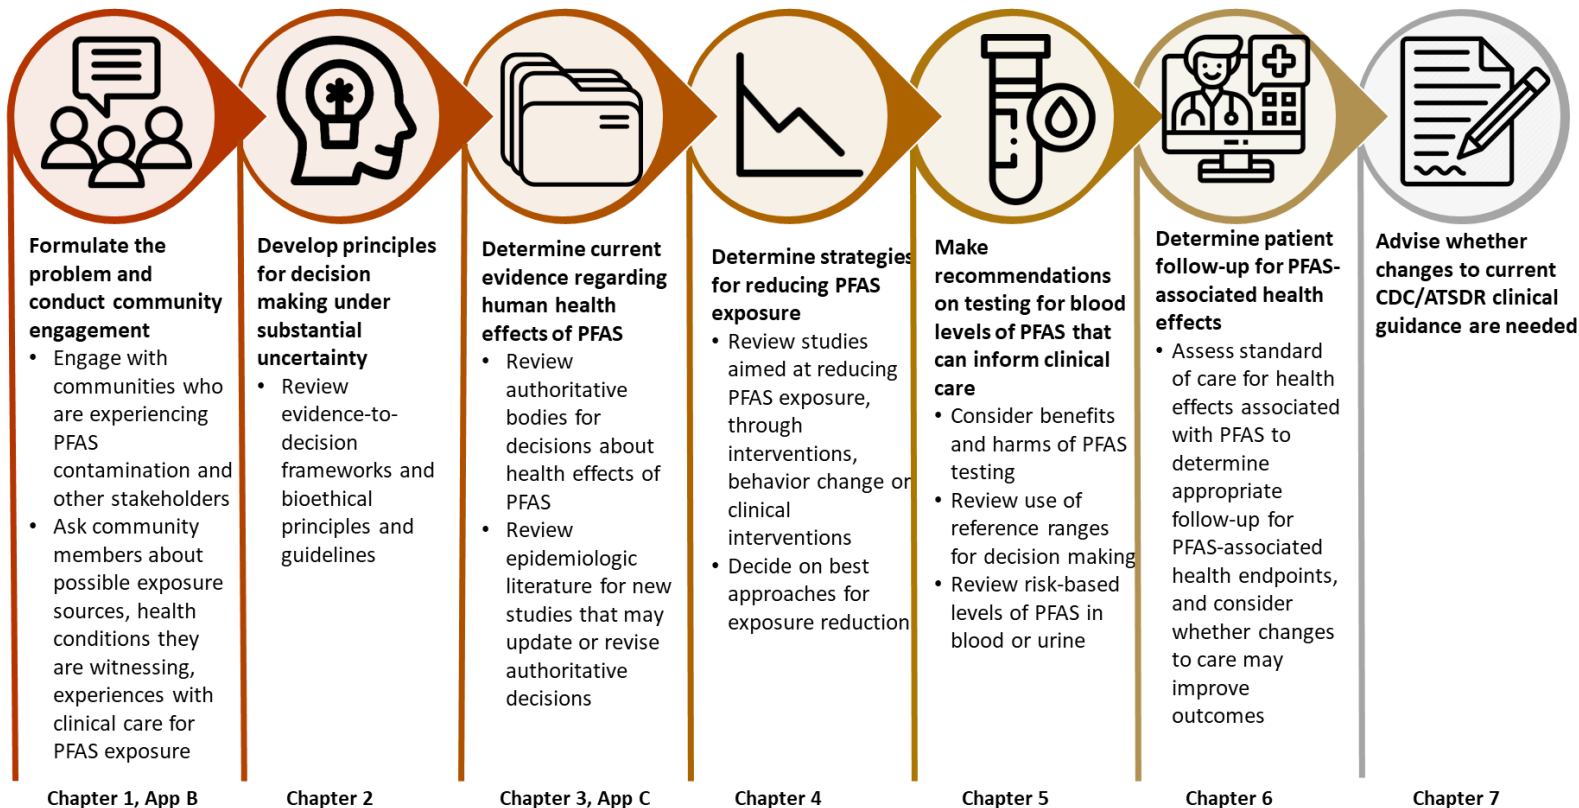 Formulate the
problem and
conduct community
engagement
• Engage with
communities who
are experiencing
PFAS
contamination and
other stakeholders
• Ask community
members about
possible exposure
sources, health
conditions they
are witnessing,
experiences with
clinical care for
PFAS exposure
Chapter 1, App B
Develop principles
for decision
making under
substantial
uncertainty
• Review
evidence-to-
decision
frameworks and
bioethical
principles and
guidelines
Chapter 2
Determine current
evidence regarding
human health
effects of PFAS
• Review
authoritative
bodies for
decisions about
health effects of
PFAS
• Review
epidemiologic
literature for new
studies that may
update or revise
authoritative
decisions
Chapter 3, App C
Determine strategies
for reducing PFAS
exposure
• Review studies
aimed at reducing
PFAS exposure,
through
interventions,
behavior change or
clinical
interventions
• Decide on best
approaches for
exposure reduction
Chapter 4
Make
recommendations
on testing for blood
levels of PFAS that
can inform clinical
care
• Consider benefits
and harms of PFAS
testing
• Review use of
reference ranges
for decision making
• Review risk-based
levels of PFAS in
blood or urine
Chapter 5
Determine patient
follow-up for PFAS-
associated health
effects
• Assess standard
of care for health
effects associated
with PFAS to
determine
appropriate
follow-up for
PFAS-associated
health endpoints,
and consider
whether changes
to care may
improve
outcomes
Chapter 6
Advise whether
changes to current
CDC/ATSDR clinical
guidance are needed
Chapter 7